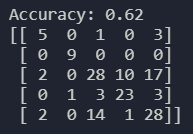 Accuracy: 0.62
[[ 5  0  1  0  3]
 [ 0  9  0  0  0]
 [ 2  0 28 10 17]
 [ 0  1  3 23  3]
 [ 2  0 14  1 28]]